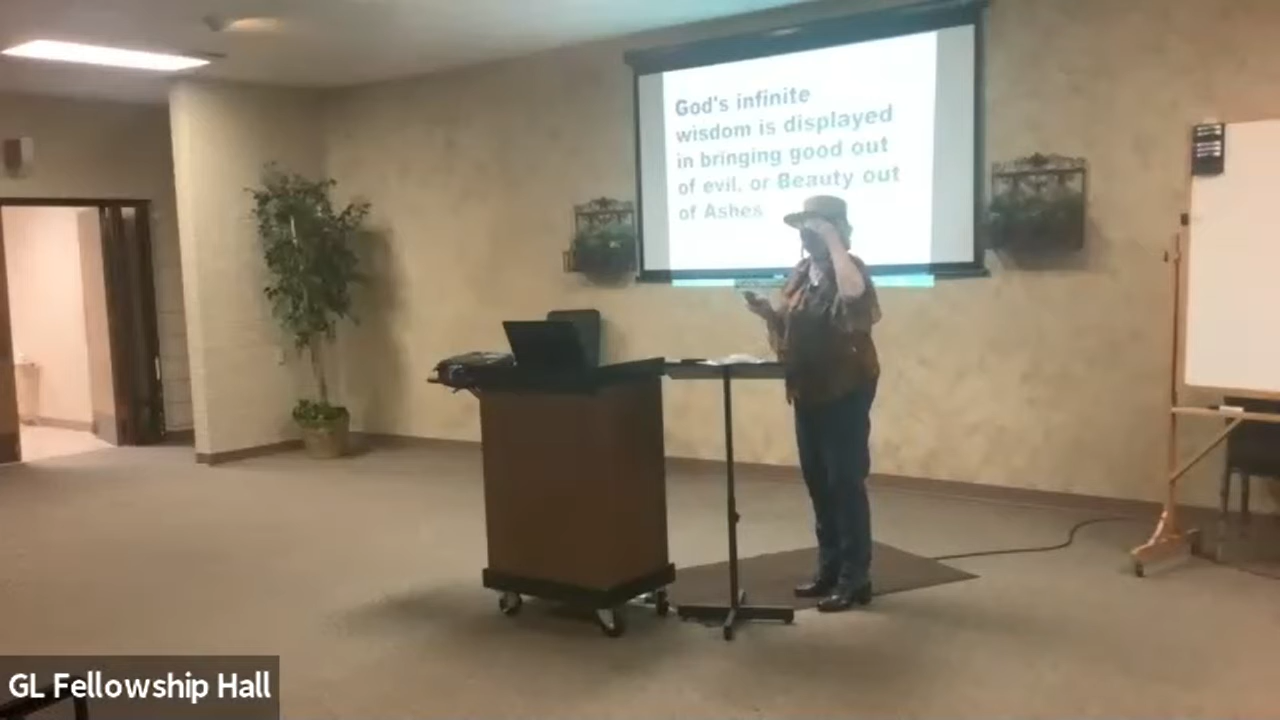 God's infinite
wisdom is displayed
in bringing good out
of evil, or Beauty out
of Ashes
GL Fellowship Hall